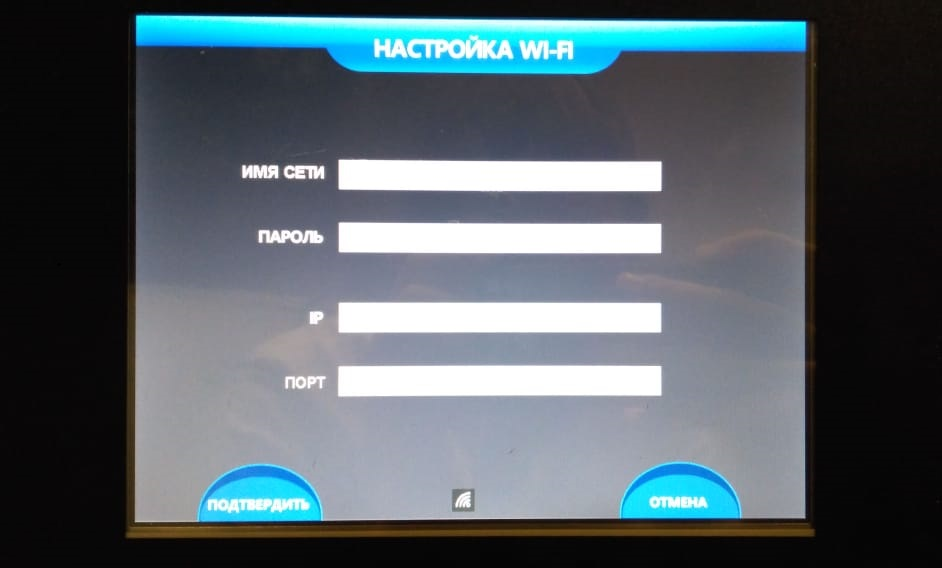 НАСТРОЙКА WI-FI
ИМЯ СЕТИ
ПАРОЛЬ
IP
ПОРТ
ПОДТВЕРДИТЬ
ОТМЕНА